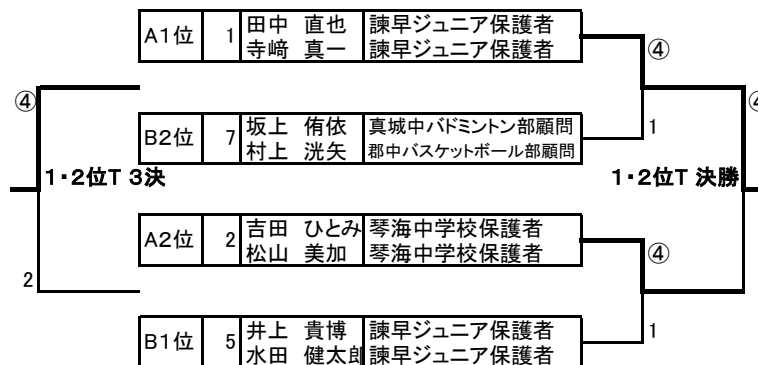 A1位 1 田中 直也 諫早ジュニア保護者
寺﨑 真一 諫早ジュニア保護者
④
④ ④
B2位 7 坂上 侑依 真城中バドミントン部顧問
村上 洸矢 郡中バスケットボール部顧問
1
1・2位T 3決 1・2位T 決勝
A2位 2 吉田 ひとみ 琴海中学校保護者
松山 美加 琴海中学校保護者
④
2
B1位 5 井上 貴博 諫早ジュニア保護者
水田 健太郎 諫早ジュニア保護者
1